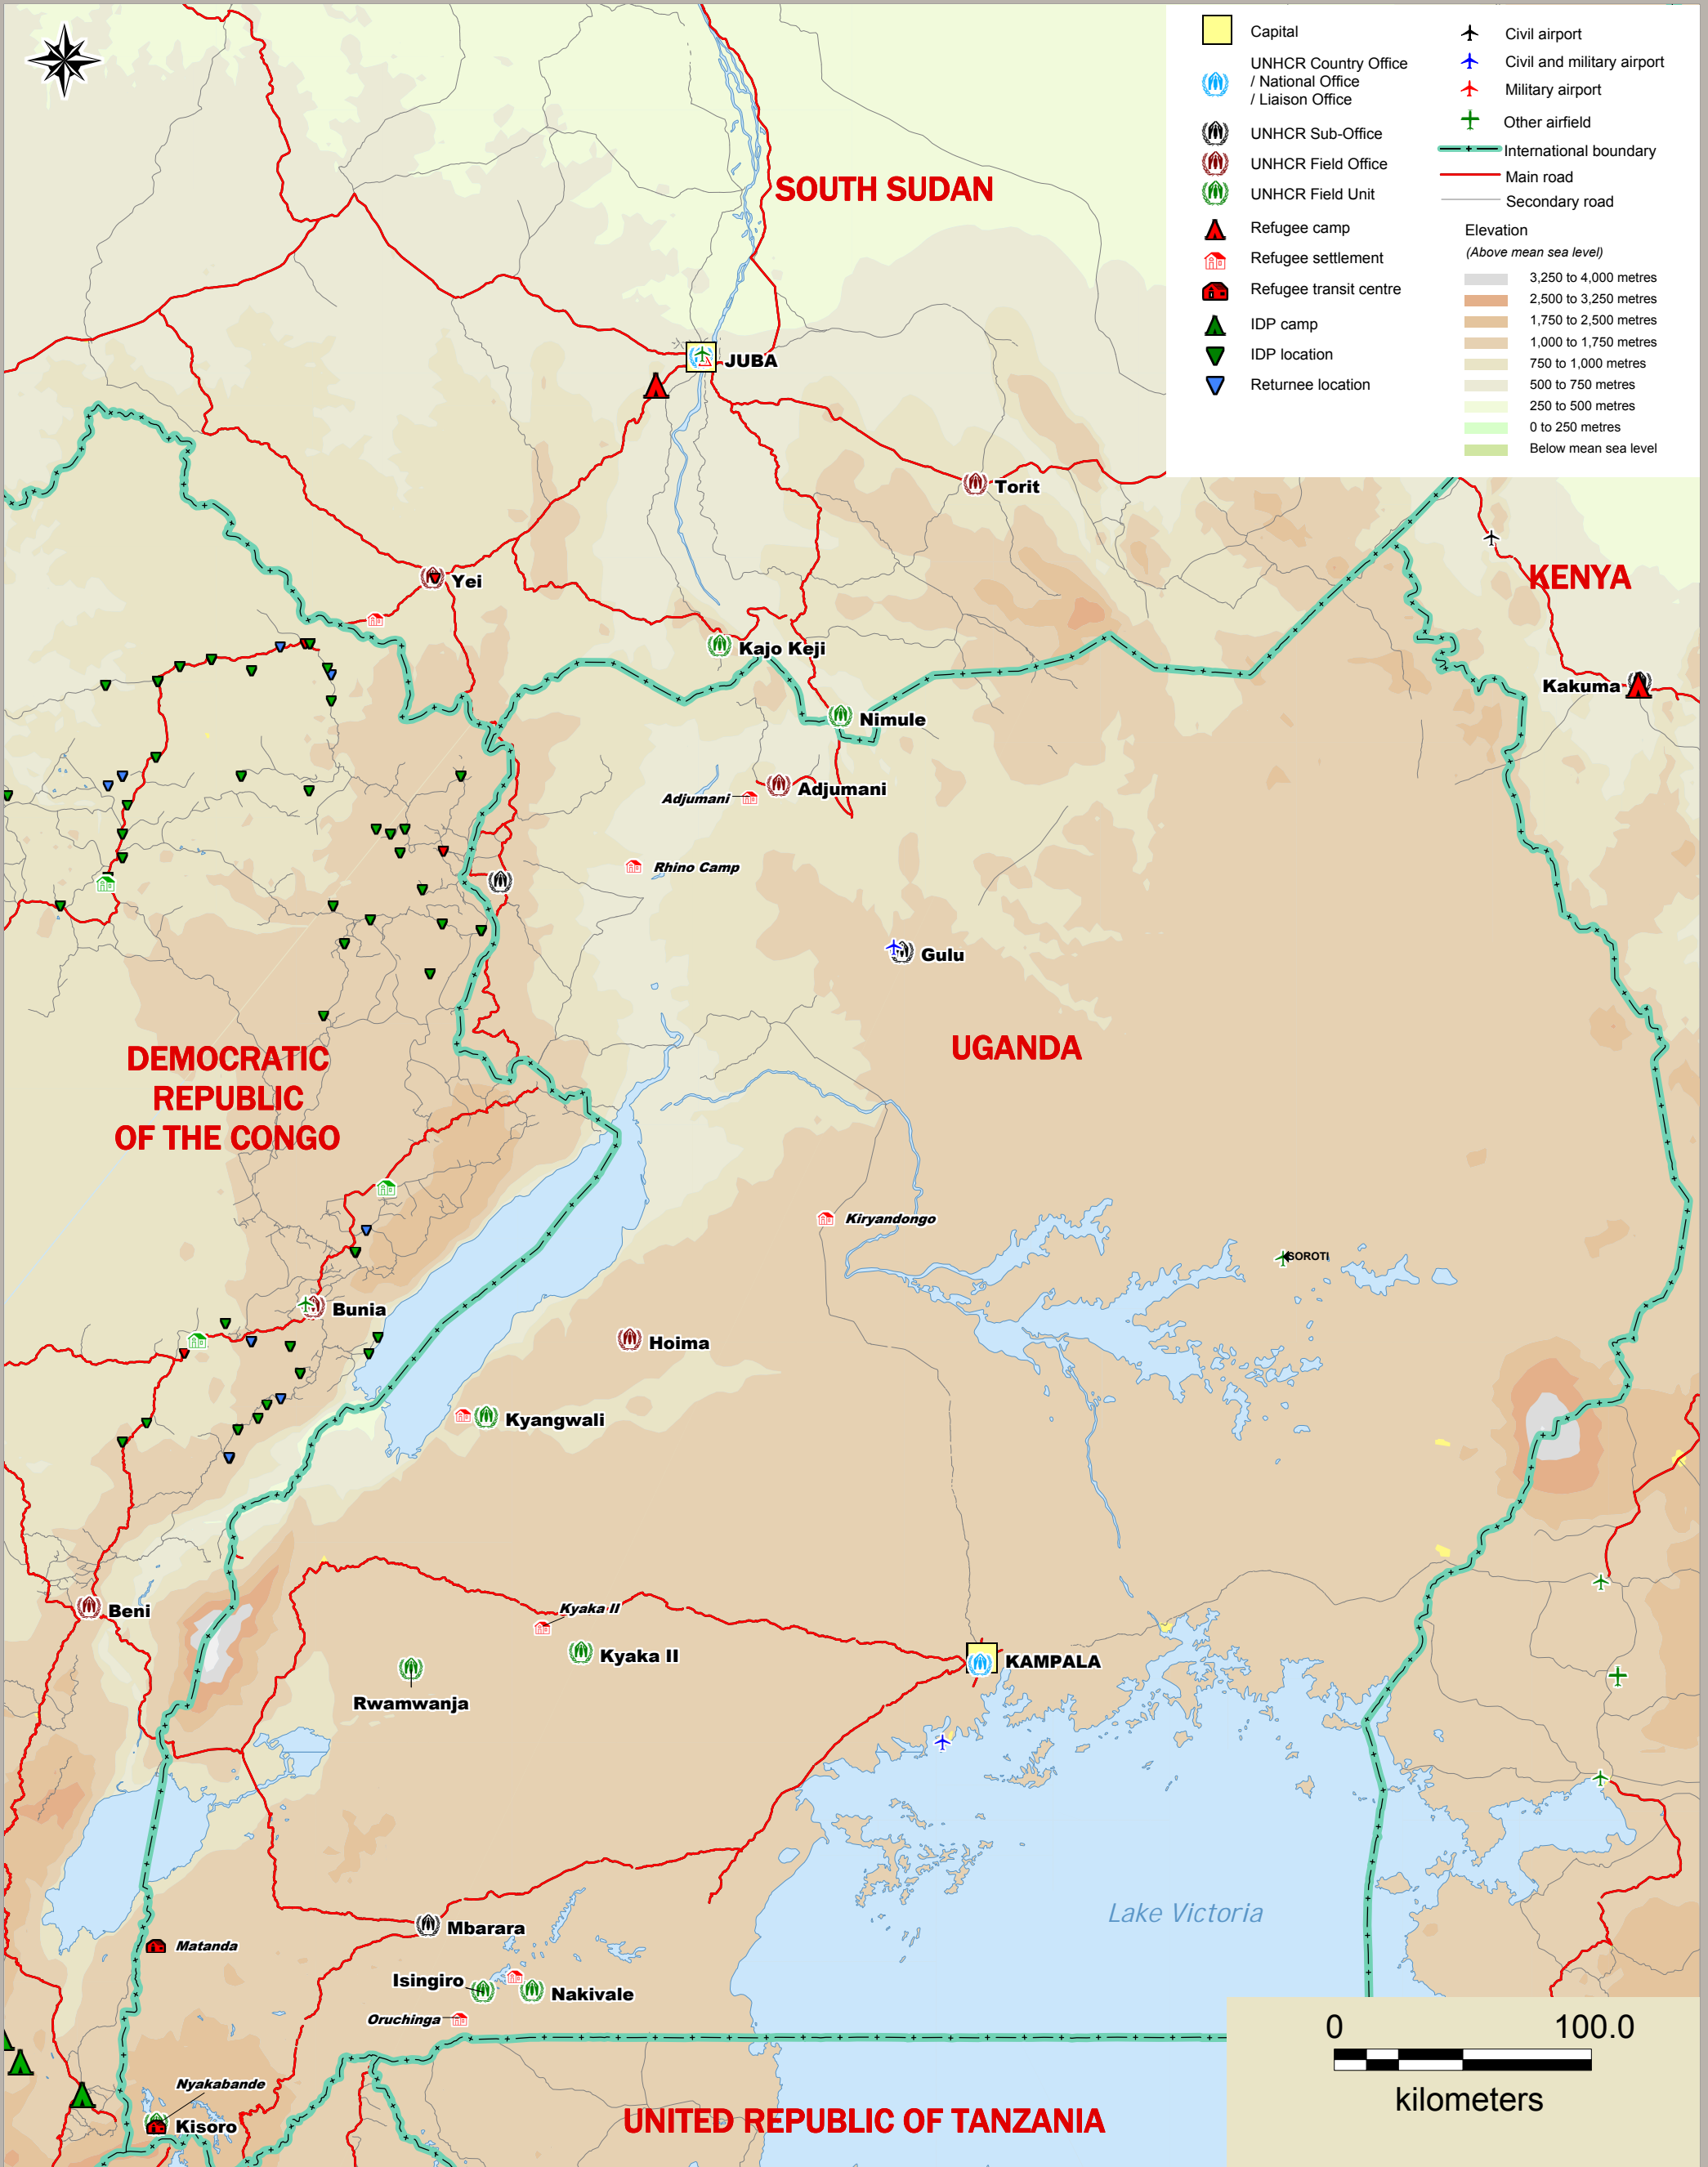 Capital
UNHCR Country Office
/ National Office
/ Liaison Office
UNHCR Sub-Office
UNHCR Field Office
UNHCR Field Unit
Refugee camp
Refugee settlement
Refugee transit centre
IDP camp
IDP location
Returnee location
Civil airport
Civil and military airport
Military airport
Other airfield
International boundary
Main road
Secondary road
Elevation
(Above mean sea level)
3,250 to 4,000 metres
2,500 to 3,250 metres
1,750 to 2,500 metres
1,000 to 1,750 metres
750 to 1,000 metres
500 to 750 metres
250 to 500 metres
0 to 250 metres
Below mean sea level
SOUTH SUDAN
JUBA
Torit
KENYA
Yei
Kajo Keji
Kakuma
Nimule
Adjumani
Adjumani
Rhino Camp
Gulu
UGANDA
DEMOCRATIC
REPUBLIC
OF THE CONGO
Kiryandongo
SOROTI
Bunia
Hoima
Kyangwali
Beni
Kyaka II
Kyaka II
KAMPALA
Rwamwanja
Lake Victoria
Mbarara
Matanda
Isingiro
Nakivale
Oruchinga
Nyakabande
Kisoro
UNITED REPUBLIC OF TANZANIA
0 100.0
kilometers